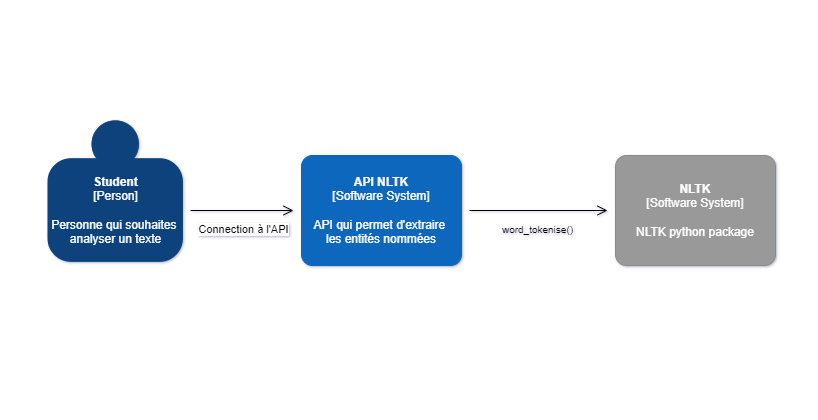 Student
[Person]
Personne qui souhaites
analyser un texte
Connection à l'API
API NLTK
[Software System]
API qui permet d'extraire
les entités nommées
word_tokenise()
NLTK
[Software System]
NLTK python package